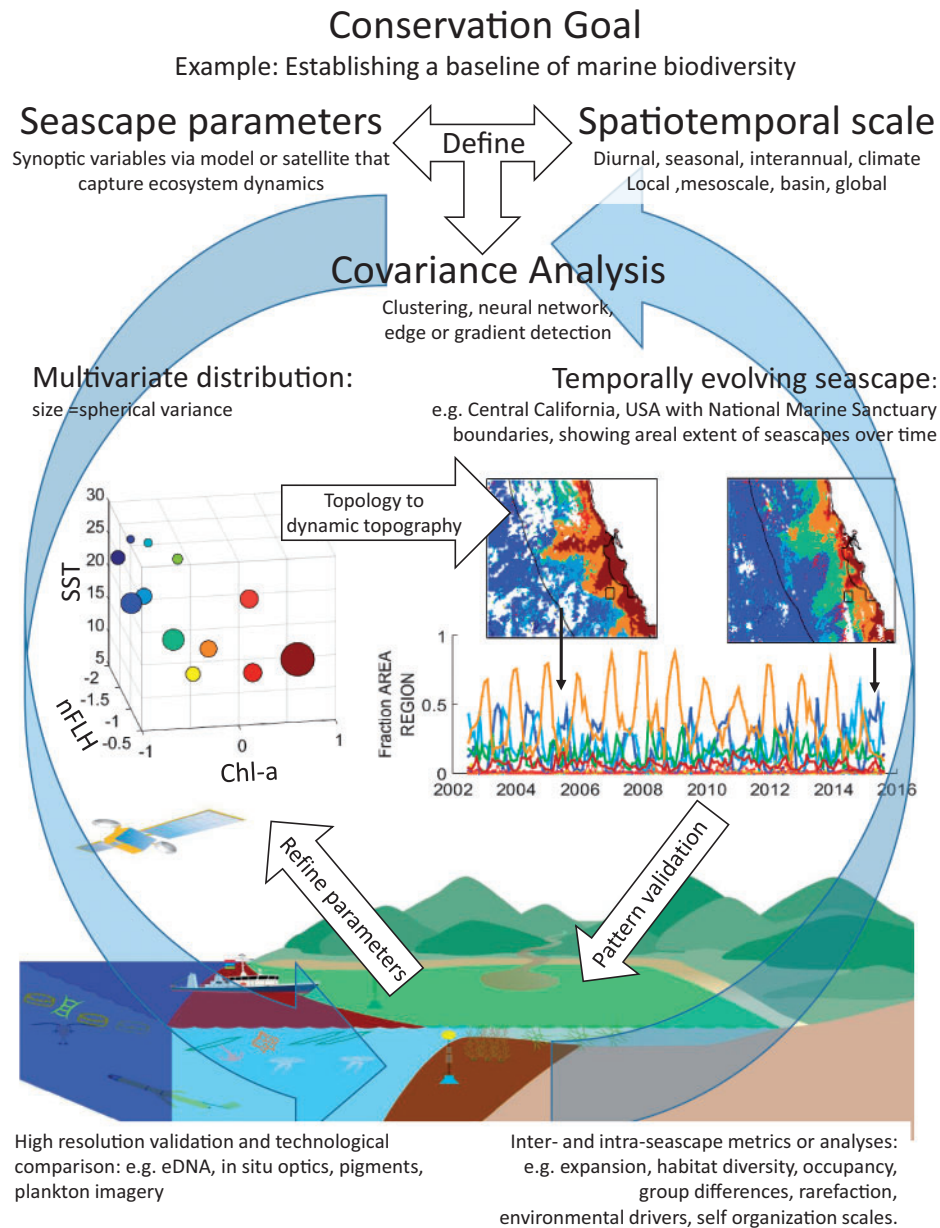 Conservation Goal
Example: Establishing a baseline of marine biodiversity
Seascape parameters
Synoptic variables via model or satellite that
capture ecosystem dynamics
Define
Spatiotemporal scale
Diurnal, seasonal, interannual, climate
Local ,mesoscale, basin, global
Covariance Analysis
Clustering, neural network,
edge or gradient detection
Multivariate distribution:
size =spherical variance
Temporally evolving seascape:
e.g. Central California, USA with National Marine Sanctuary
boundaries, showing areal extent of seascapes over time
Topology to
dynamic topography
SST
30
25
20
15
10
5
nFLH
-2
-1.5
-1
-0.5
Chl-a
-1
0
1
Fraction AREA
REGION
1
0.5
0
2002 2004 2006 2008 2010 2012 2014 2016
Refine parameters
Pattern validation
High resolution validation and technological
comparison: e.g. eDNA, in situ optics, pigments,
plankton imagery
Inter- and intra-seascape metrics or analyses:
e.g. expansion, habitat diversity, occupancy,
group differences, rarefaction,
environmental drivers, self organization scales.